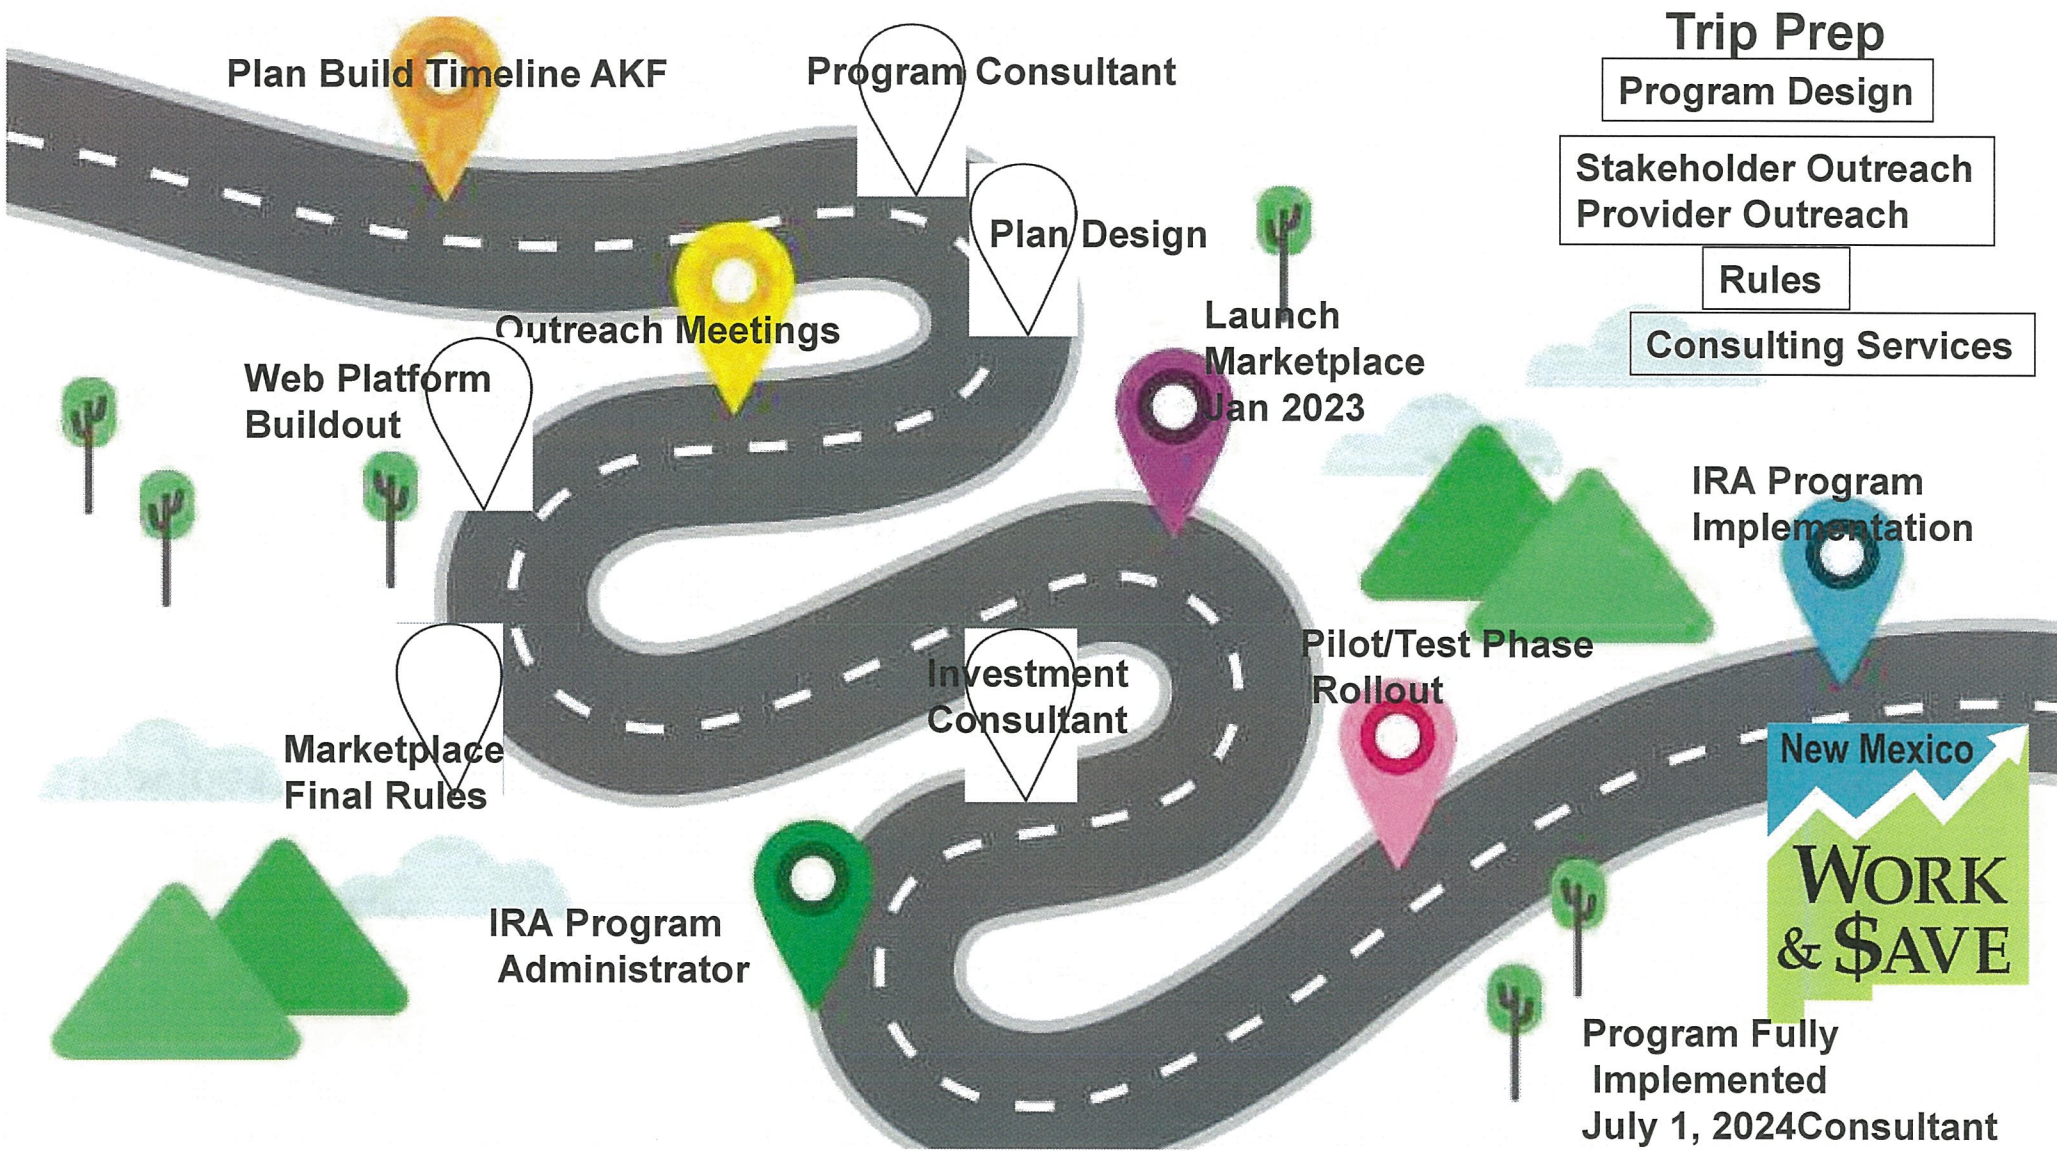 Trip Prep
Program Design
Stakeholder Outreach
Provider Outreach
Rules
Consulting Services
Plan Build Timeline AKF
Program Consultant
Plan Design
Outreach Meetings
Web Platform
Buildout
Launch
Marketplace
Jan 2023
IRA Program
Implementation
Marketplace
Final Rules
Investment
Consultant
Pilot/Test Phase
Rollout
IRA Program
Administrator
New Mexico
WORK
& $AVE
Program Fully
Implemented
July 1, 2024Consultant